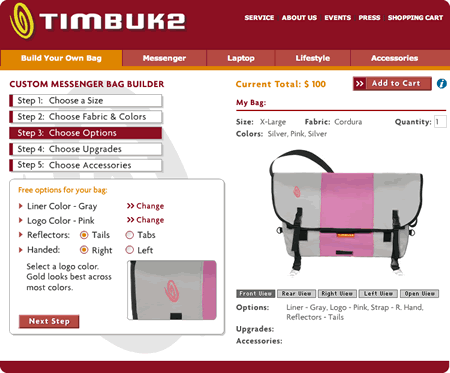 TIMBUK2
SERVICE ABOUT US EVENTS PRESS SHOPPING CART
Build Your Own Bag Messenger Laptop Lifestyle Accessories
CUSTOM MESSENGER BAG BUILDER
Step 1: Choose a Size
Step 2: Choose Fabric & Colors
Step 3: Choose Options
Step 4: Choose Upgrades
Step 5: Choose Accessories
Free options for your bag:
Liner Color - Gray >> Change
Logo Color - Pink >> Change
Reflectors: Tails Tabs
Handed: Right Left
Select a logo color.
Gold looks best across
most colors.
Next Step
Current Total: $ 100 >> Add to Cart i
My Bag:
Size: X-Large Fabric: Cordura Quantity: 1
Colors: Silver, Pink, Silver
Front View Rear View Right View Left View Open View
Options: Liner - Gray, Logo - Pink, Strap - R. Hand,
Reflectors - Tails
Upgrades:
Accessories: